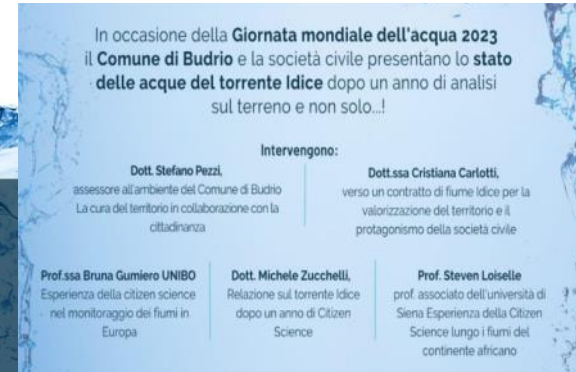 In occasione della Giornata mondiale dell'acqua 2023
il Comune di Budrio e la società civile presentano lo stato
delle acque del torrente Idice dopo un anno di analisi
sul terreno e non solo...!
Intervengono:
Dott. Stefano Pezzi,
assessore all'ambiente del Comune di Budrio
La cura del territorio in collaborazione con la
cittadinanza
Dott.ssa Cristiana Carlotti,
verso un contratto di fiume Idice per la
valorizzazione del territorio e il
protagonismo della società civile
Prof.ssa Bruna Gumiero UNIBO
Esperienza della citizen science
nel monitoraggio dei fiumi in
Europa
Dott. Michele Zucchelli,
Relazione sul torrente Idice
dopo un anno di Citizen
Science
Prof. Steven Loiselle
prof. associato dell'università di
Siena Esperienza della Citizen
Science lungo i fiumi del
continente africano